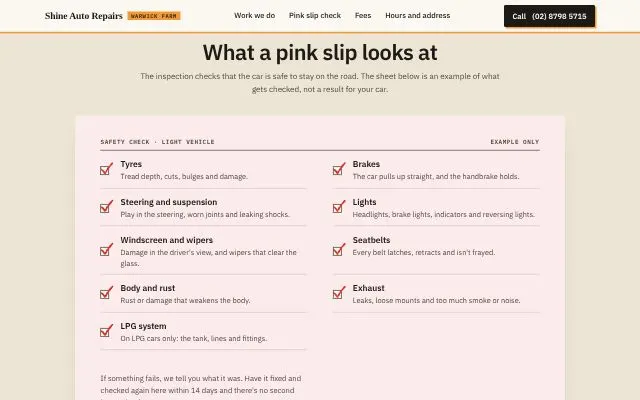 Shine Auto Repairs WARWICK FARM
Work we do Pink slip check Fees Hours and address
Call (02) 8798 5715
What a pink slip looks at
The inspection checks that the car is safe to stay on the road. The sheet below is an example of what
gets checked, not a result for your car.
SAFETY CHECK · LIGHT VEHICLE
EXAMPLE ONLY
Tyres
Tread depth, cuts, bulges and damage.
Brakes
The car pulls up straight, and the handbrake holds.
Steering and suspension
Play in the steering, worn joints and leaking shocks.
Lights
Headlights, brake lights, indicators and reversing lights.
Windscreen and wipers
Damage in the driver's view, and wipers that clear the
glass.
Seatbelts
Every belt latches, retracts and isn't frayed.
Body and rust
Rust or damage that weakens the body.
Exhaust
Leaks, loose mounts and too much smoke or noise.
LPG system
On LPG cars only: the tank, lines and fittings.
If something fails, we tell you what it was. Have it fixed and
checked again here within 14 days and there's no second